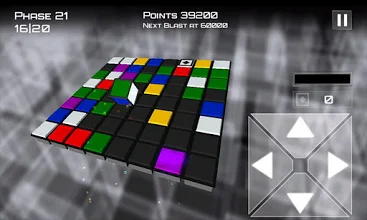 Phase 21
16|20
Points 39200
Next Blast at 60000
0